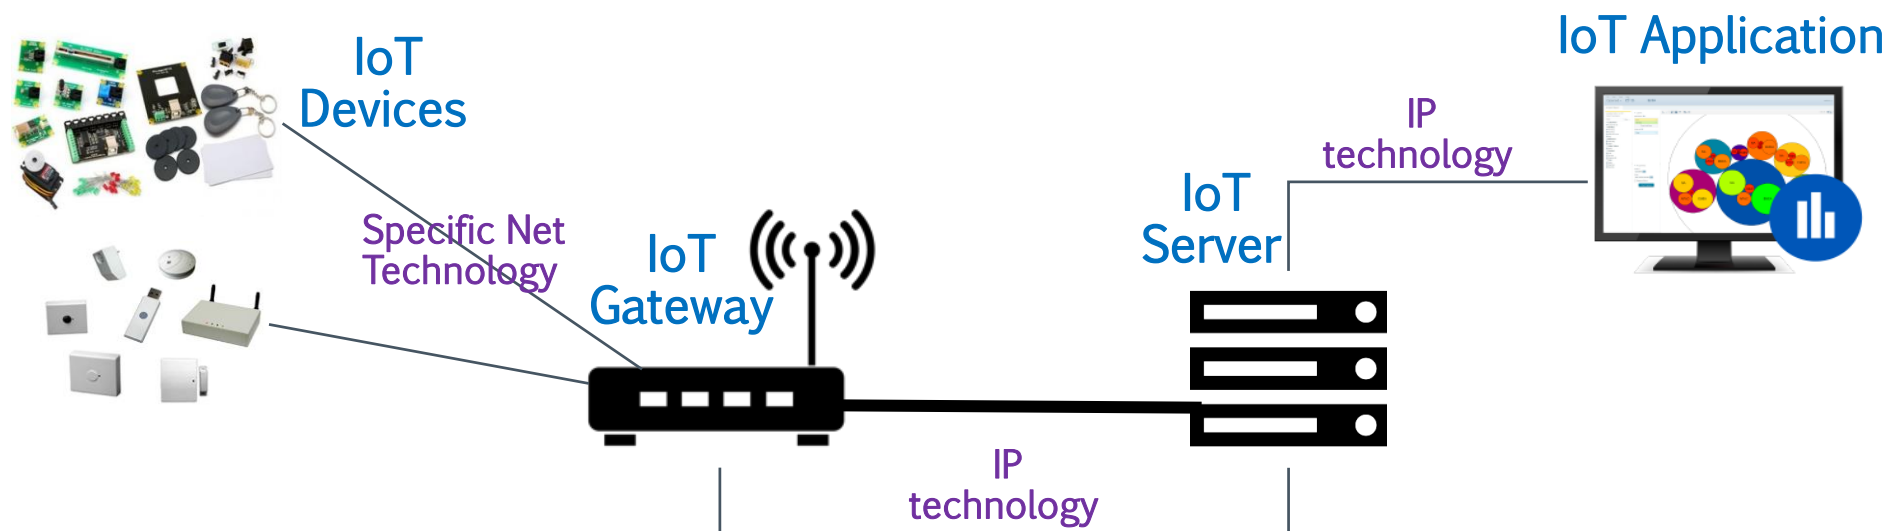 IoT
Devices
Specific Net
Technology
IoT
Gateway
IP
technology
IoT
Server
IP
technology
IoT Application